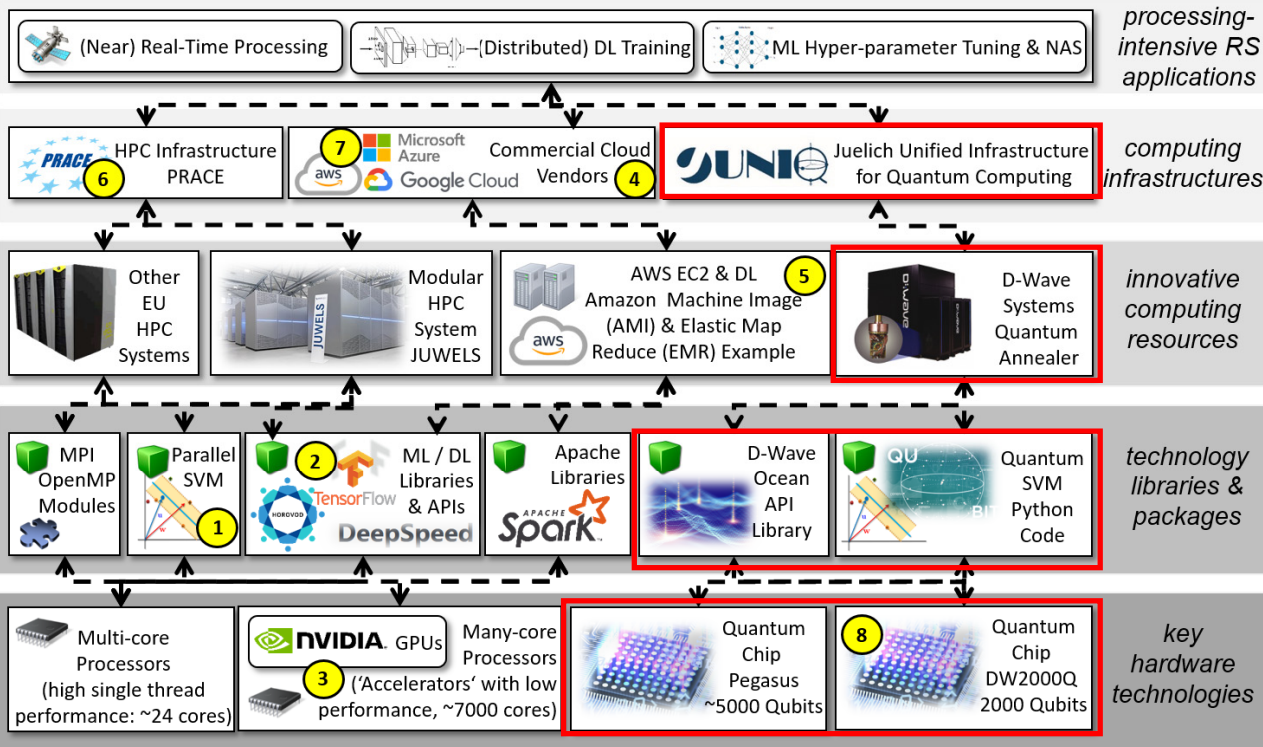 processing-
intensive RS
applications
(Near) Real-Time Processing
(Distributed) DL Training
ML Hyper-parameter Tuning & NAS
computing
infrastructures
PRACE
6
HPC Infrastructure
PRACE
7
aws
Microsoft
Azure
Google Cloud
Commercial Cloud
Vendors
4
JUNIQ
Juelich Unified Infrastructure
for Quantum Computing
innovative
computing
resources
Other
EU
HPC
Systems
JUWELS
Modular
HPC
System
JUWELS
aws
AWS EC2 & DL
Amazon Machine Image
(AMI) & Elastic Map
Reduce (EMR) Example
5
D:wave
D-Wave
Systems
Quantum
Annealer
technology
libraries &
packages
MPI
OpenMP
Modules
Parallel
SVM
1
2
TensorFlow
HOROVOD
DeepSpeed
ML / DL
Libraries
& APIs
Apache
Libraries
APACHE
Spark
D-Wave
Ocean
API
Library
QU
BIT
Quantum
SVM
Python
Code
key
hardware
technologies
Multi-core
Processors
(high single thread
performance: ~24 cores)
NVIDIA. GPUs
3
Many-core
Processors
('Accelerators' with low
performance, ~7000 cores)
Quantum
Chip
Pegasus
~5000 Qubits
8
Quantum
Chip
DW2000Q
2000 Qubits